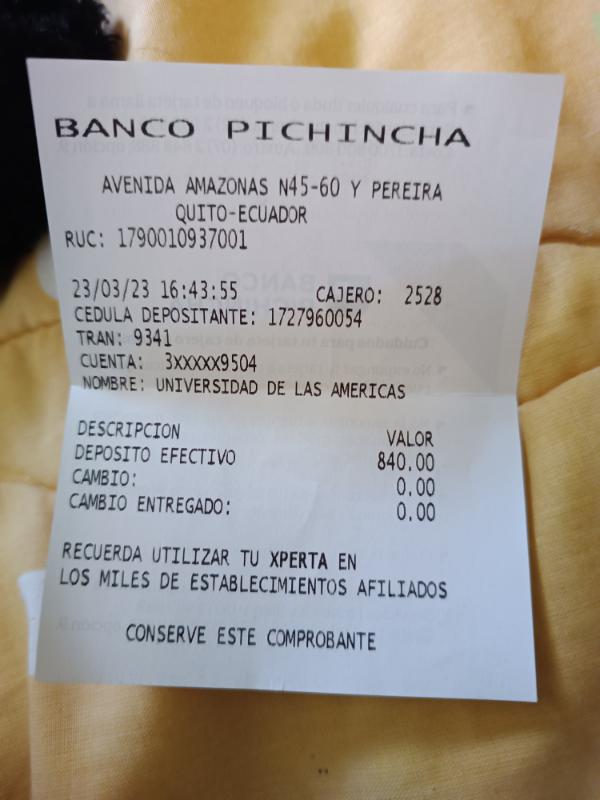 BANCO PICHINCHA
AVENIDA AMAZONAS N45-60 Y PEREIRA
QUITO-ECUADOR
RUC: 1790010937001
23/03/23 16:43:55 CAJERO: 2528
CEDULA DEPOSITANTE: 1727960054
TRAN: 9341
CUENTA: 3XXXXX9504
NOMBRE: UNIVERSIDAD DE LAS AMERICAS
DESCRIPCION VALOR
DEPOSITO EFECTIVO 840.00
CAMBIO: 0.00
CAMBIO ENTREGADO: 0.00
RECUERDA UTILIZAR TU XPERTA EN
LOS MILES DE ESTABLECIMIENTOS AFILIADOS
CONSERVE ESTE COMPROBANTE